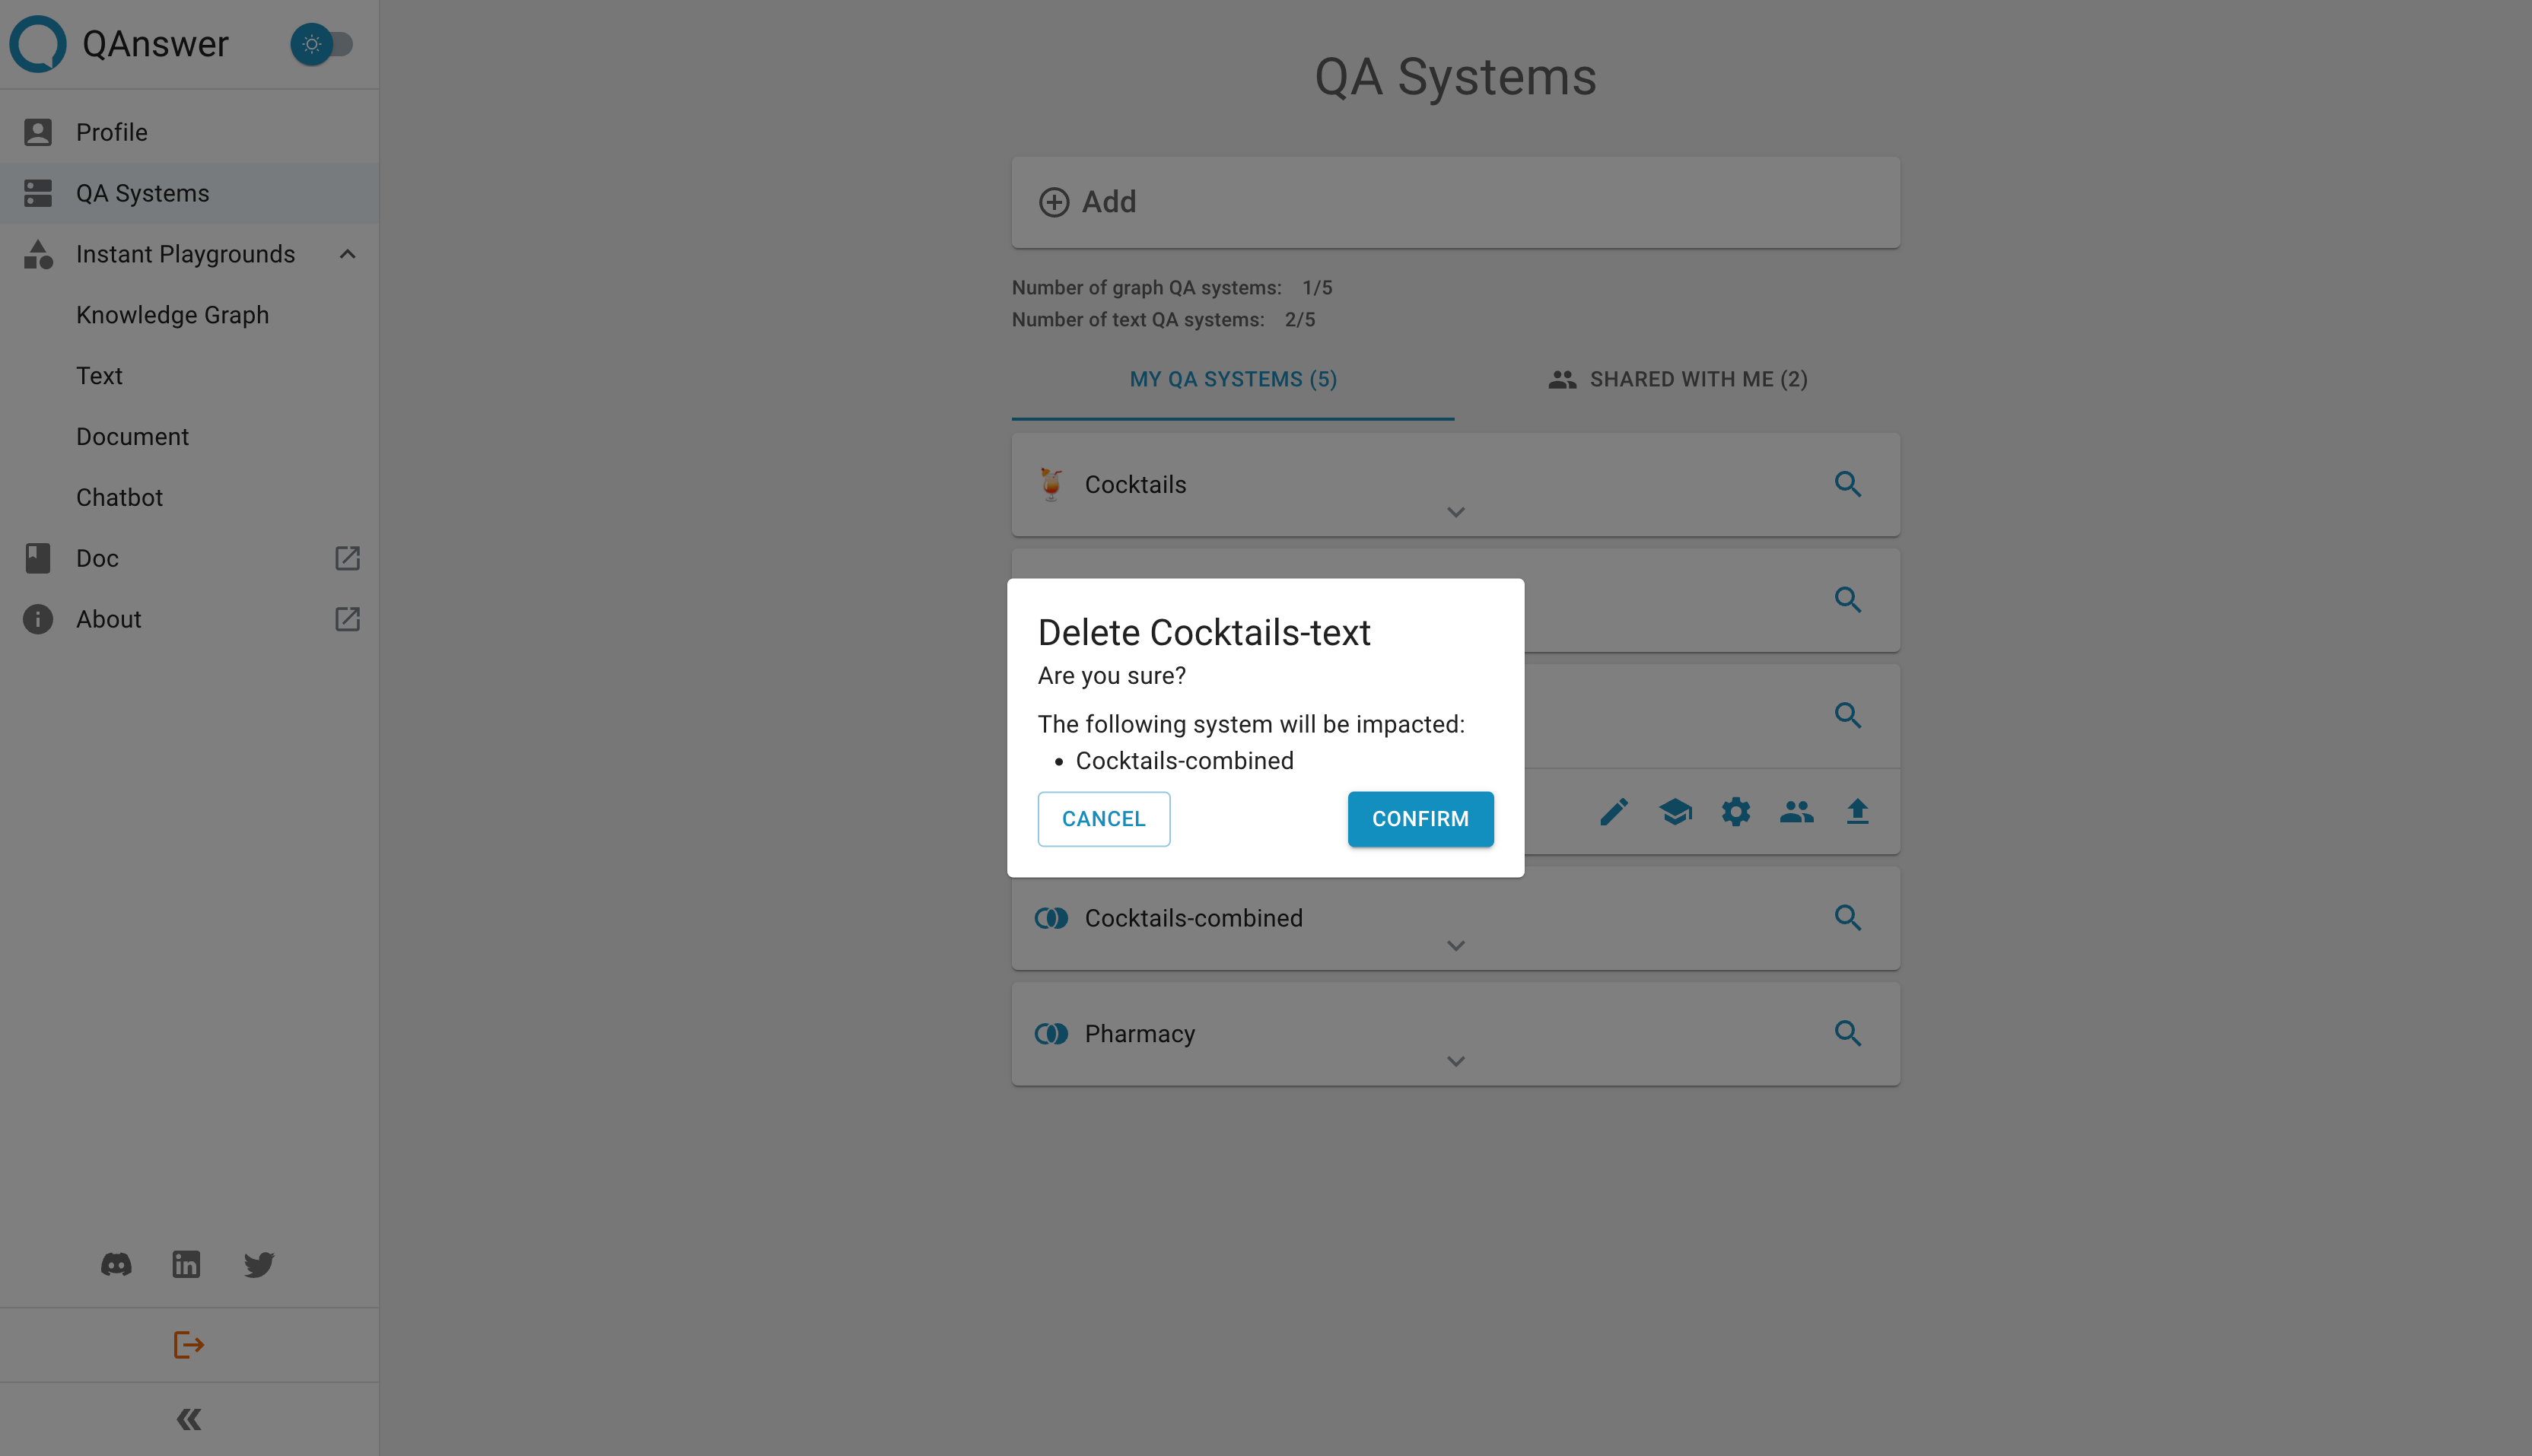 QAnswer
Profile
QA Systems
Instant Playgrounds
Knowledge Graph
Text
Document
Chatbot
Doc
About
QA Systems
Add
Number of graph QA systems: 1/5
Number of text QA systems: 2/5
MY QA SYSTEMS (5)
SHARED WITH ME (2)
Cocktails
Delete Cocktails-text
Are you sure?
The following system will be impacted:
• Cocktails-combined
CANCEL
CONFIRM
Cocktails-combined
Pharmacy